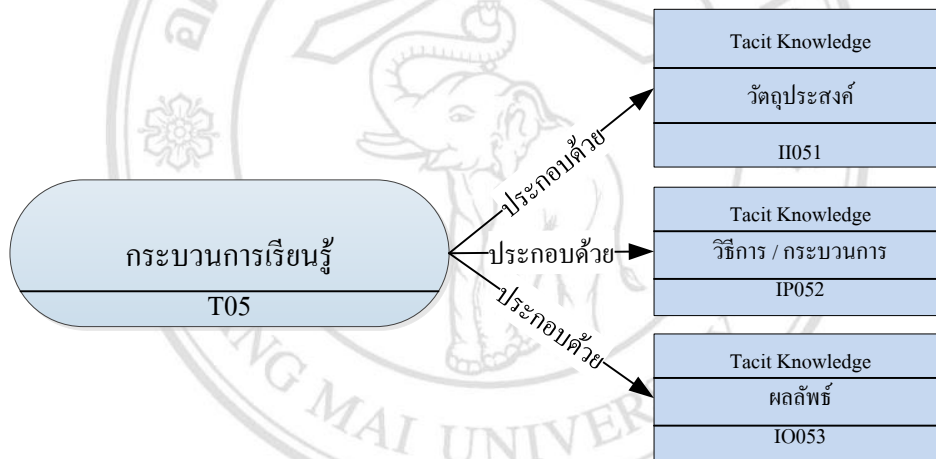 Tacit Knowledge
วัตถุประสงค์
II051
ประกอบด้วย
กระบวนการเรียนรู้
T05
ประกอบด้วย
Tacit Knowledge
วิธีการ / กระบวนการ
IP052
ประกอบด้วย
Tacit Knowledge
ผลลัพธ์
IO053
NG MAI UNIVER